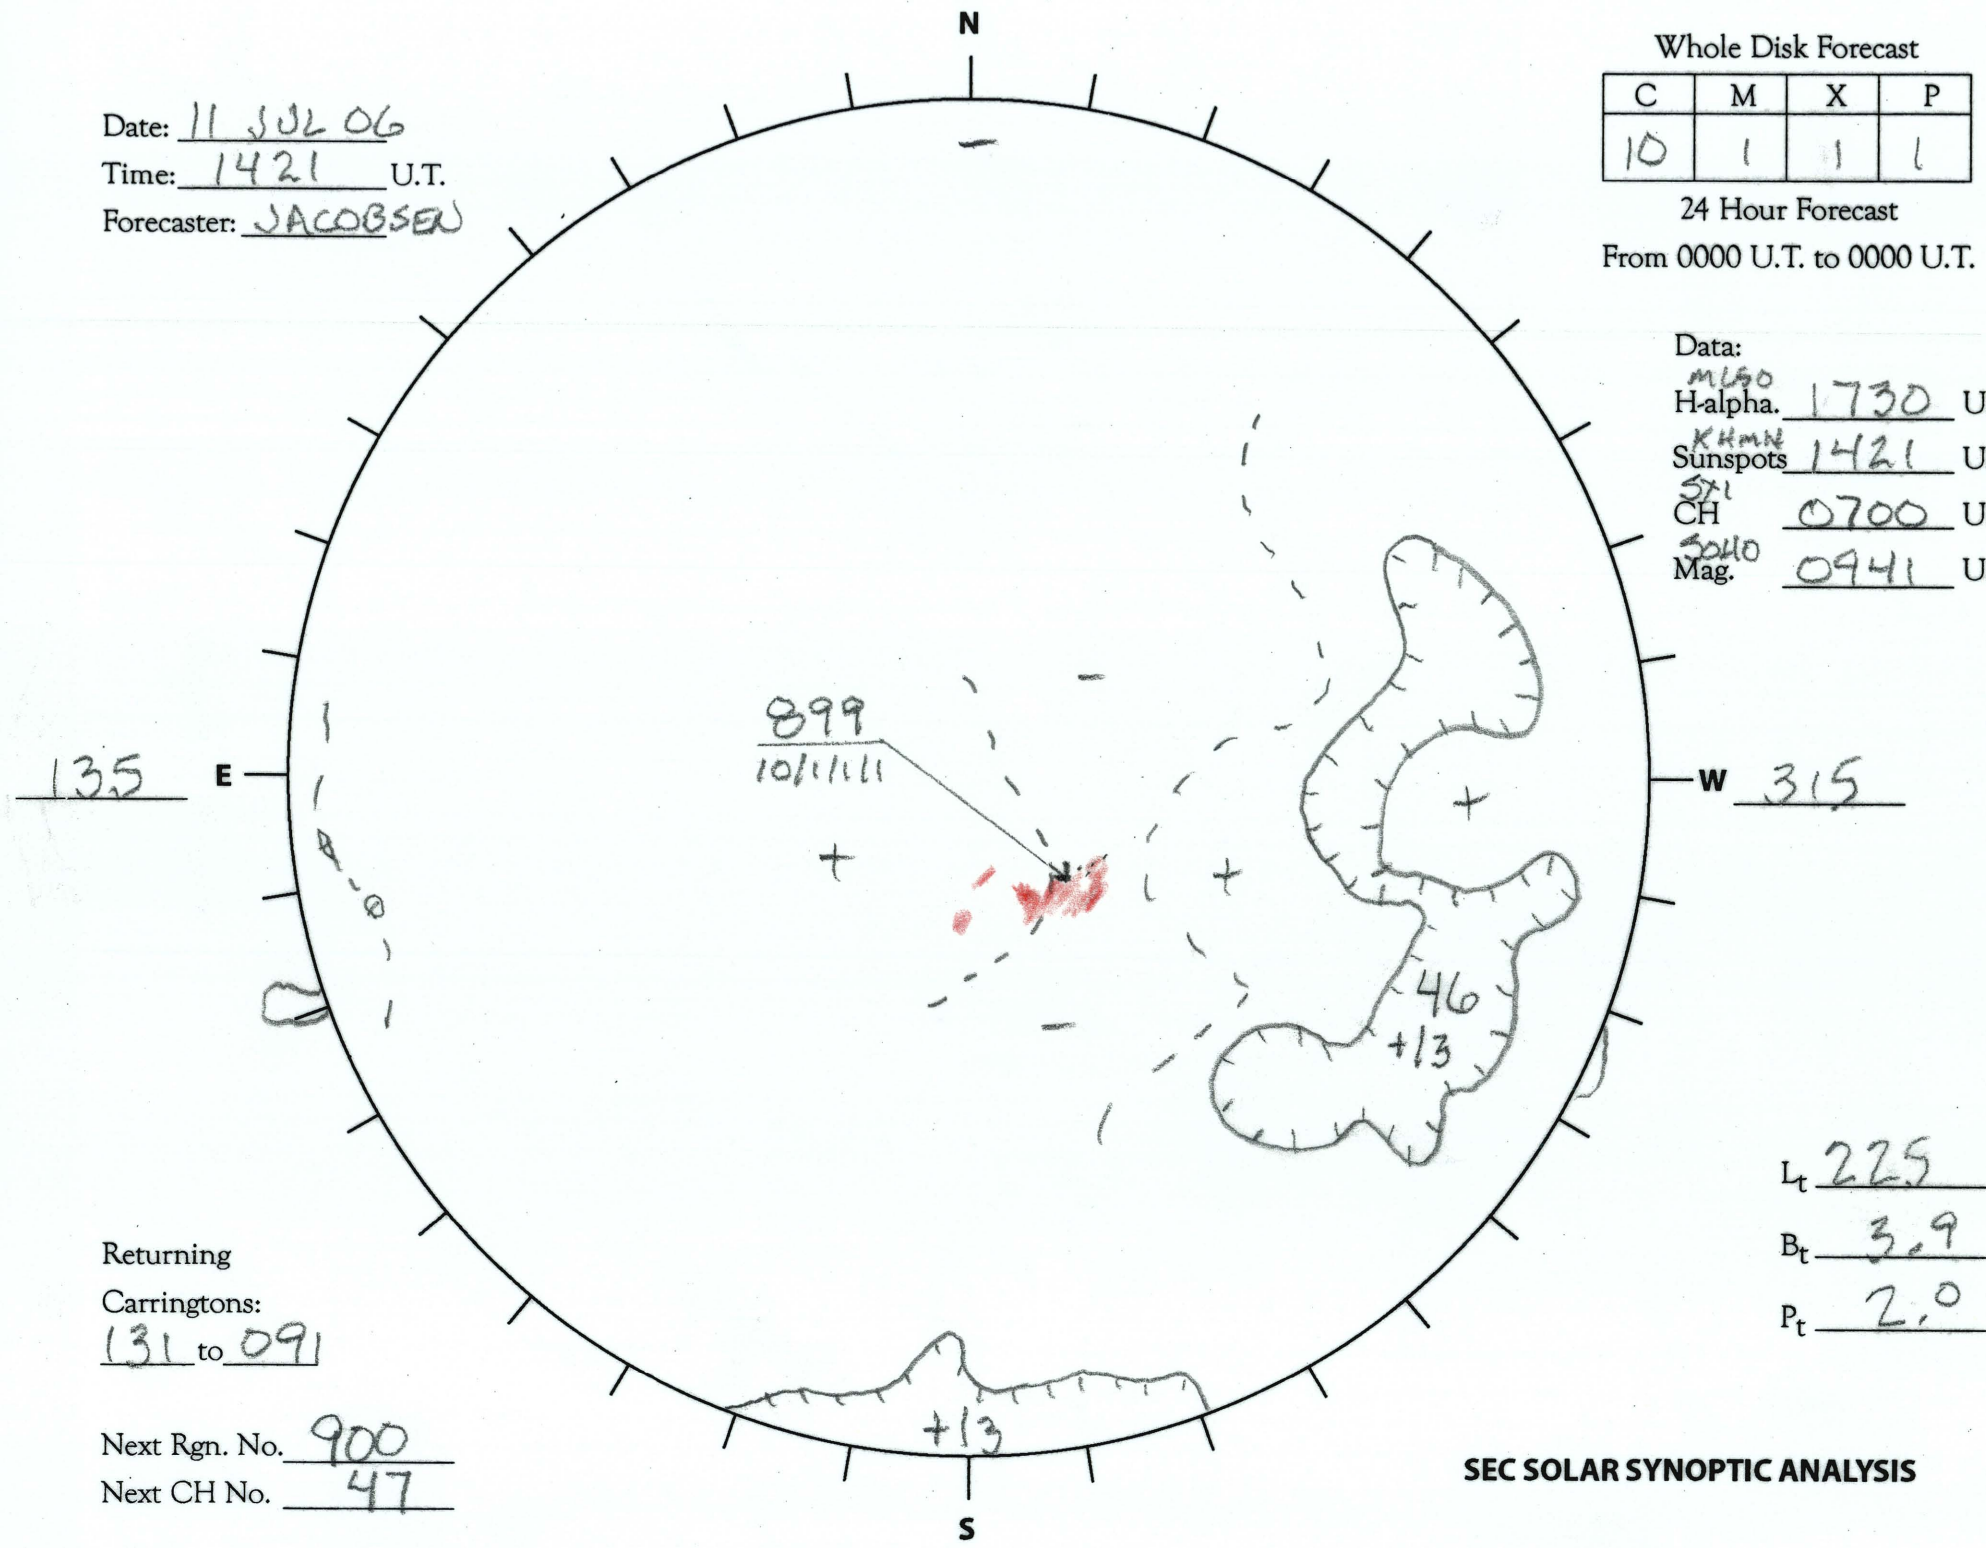 N
Date: 11 JUL 06
Time: 1421 U.T.
Forecaster: JACOBSEN
Whole Disk Forecast
C M X P
10 1 1 1
24 Hour Forecast
From 0000 U.T. to 0000 U.T.
Data:
MLSO
H-alpha. 1730 U
KHMN
Sunspots 1421 U
SXI
CH 0700 U
SOHO
Mag. 0941 U
899
10/1/1/1
135 E
W 315
46
+13
Lt 225
Bt 3.9
Pt 2.0
Returning
Carringtons:
131 to 091
+13
Next Rgn. No. 900
Next CH No. 47
SEC SOLAR SYNOPTIC ANALYSIS
S